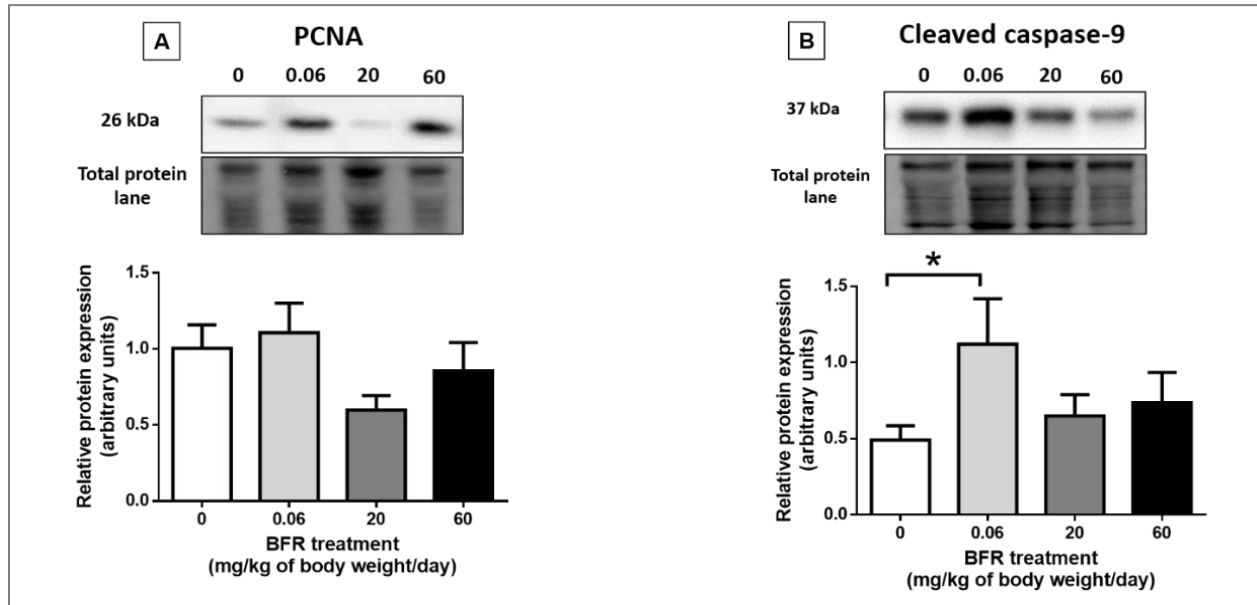 A
PCNA
0 0.06 20 60
26 kDa
Total protein
lane
Relative protein expression
(arbitrary units)
1.5
1.0
0.5
0.0
0 0.06 20 60
BFR treatment
(mg/kg of body weight/day)
B
Cleaved caspase-9
0 0.06 20 60
37 kDa
Total protein
lane
*
Relative protein expression
(arbitrary units)
1.5
1.0
0.5
0.0
0 0.06 20 60
BFR treatment
(mg/kg of body weight/day)